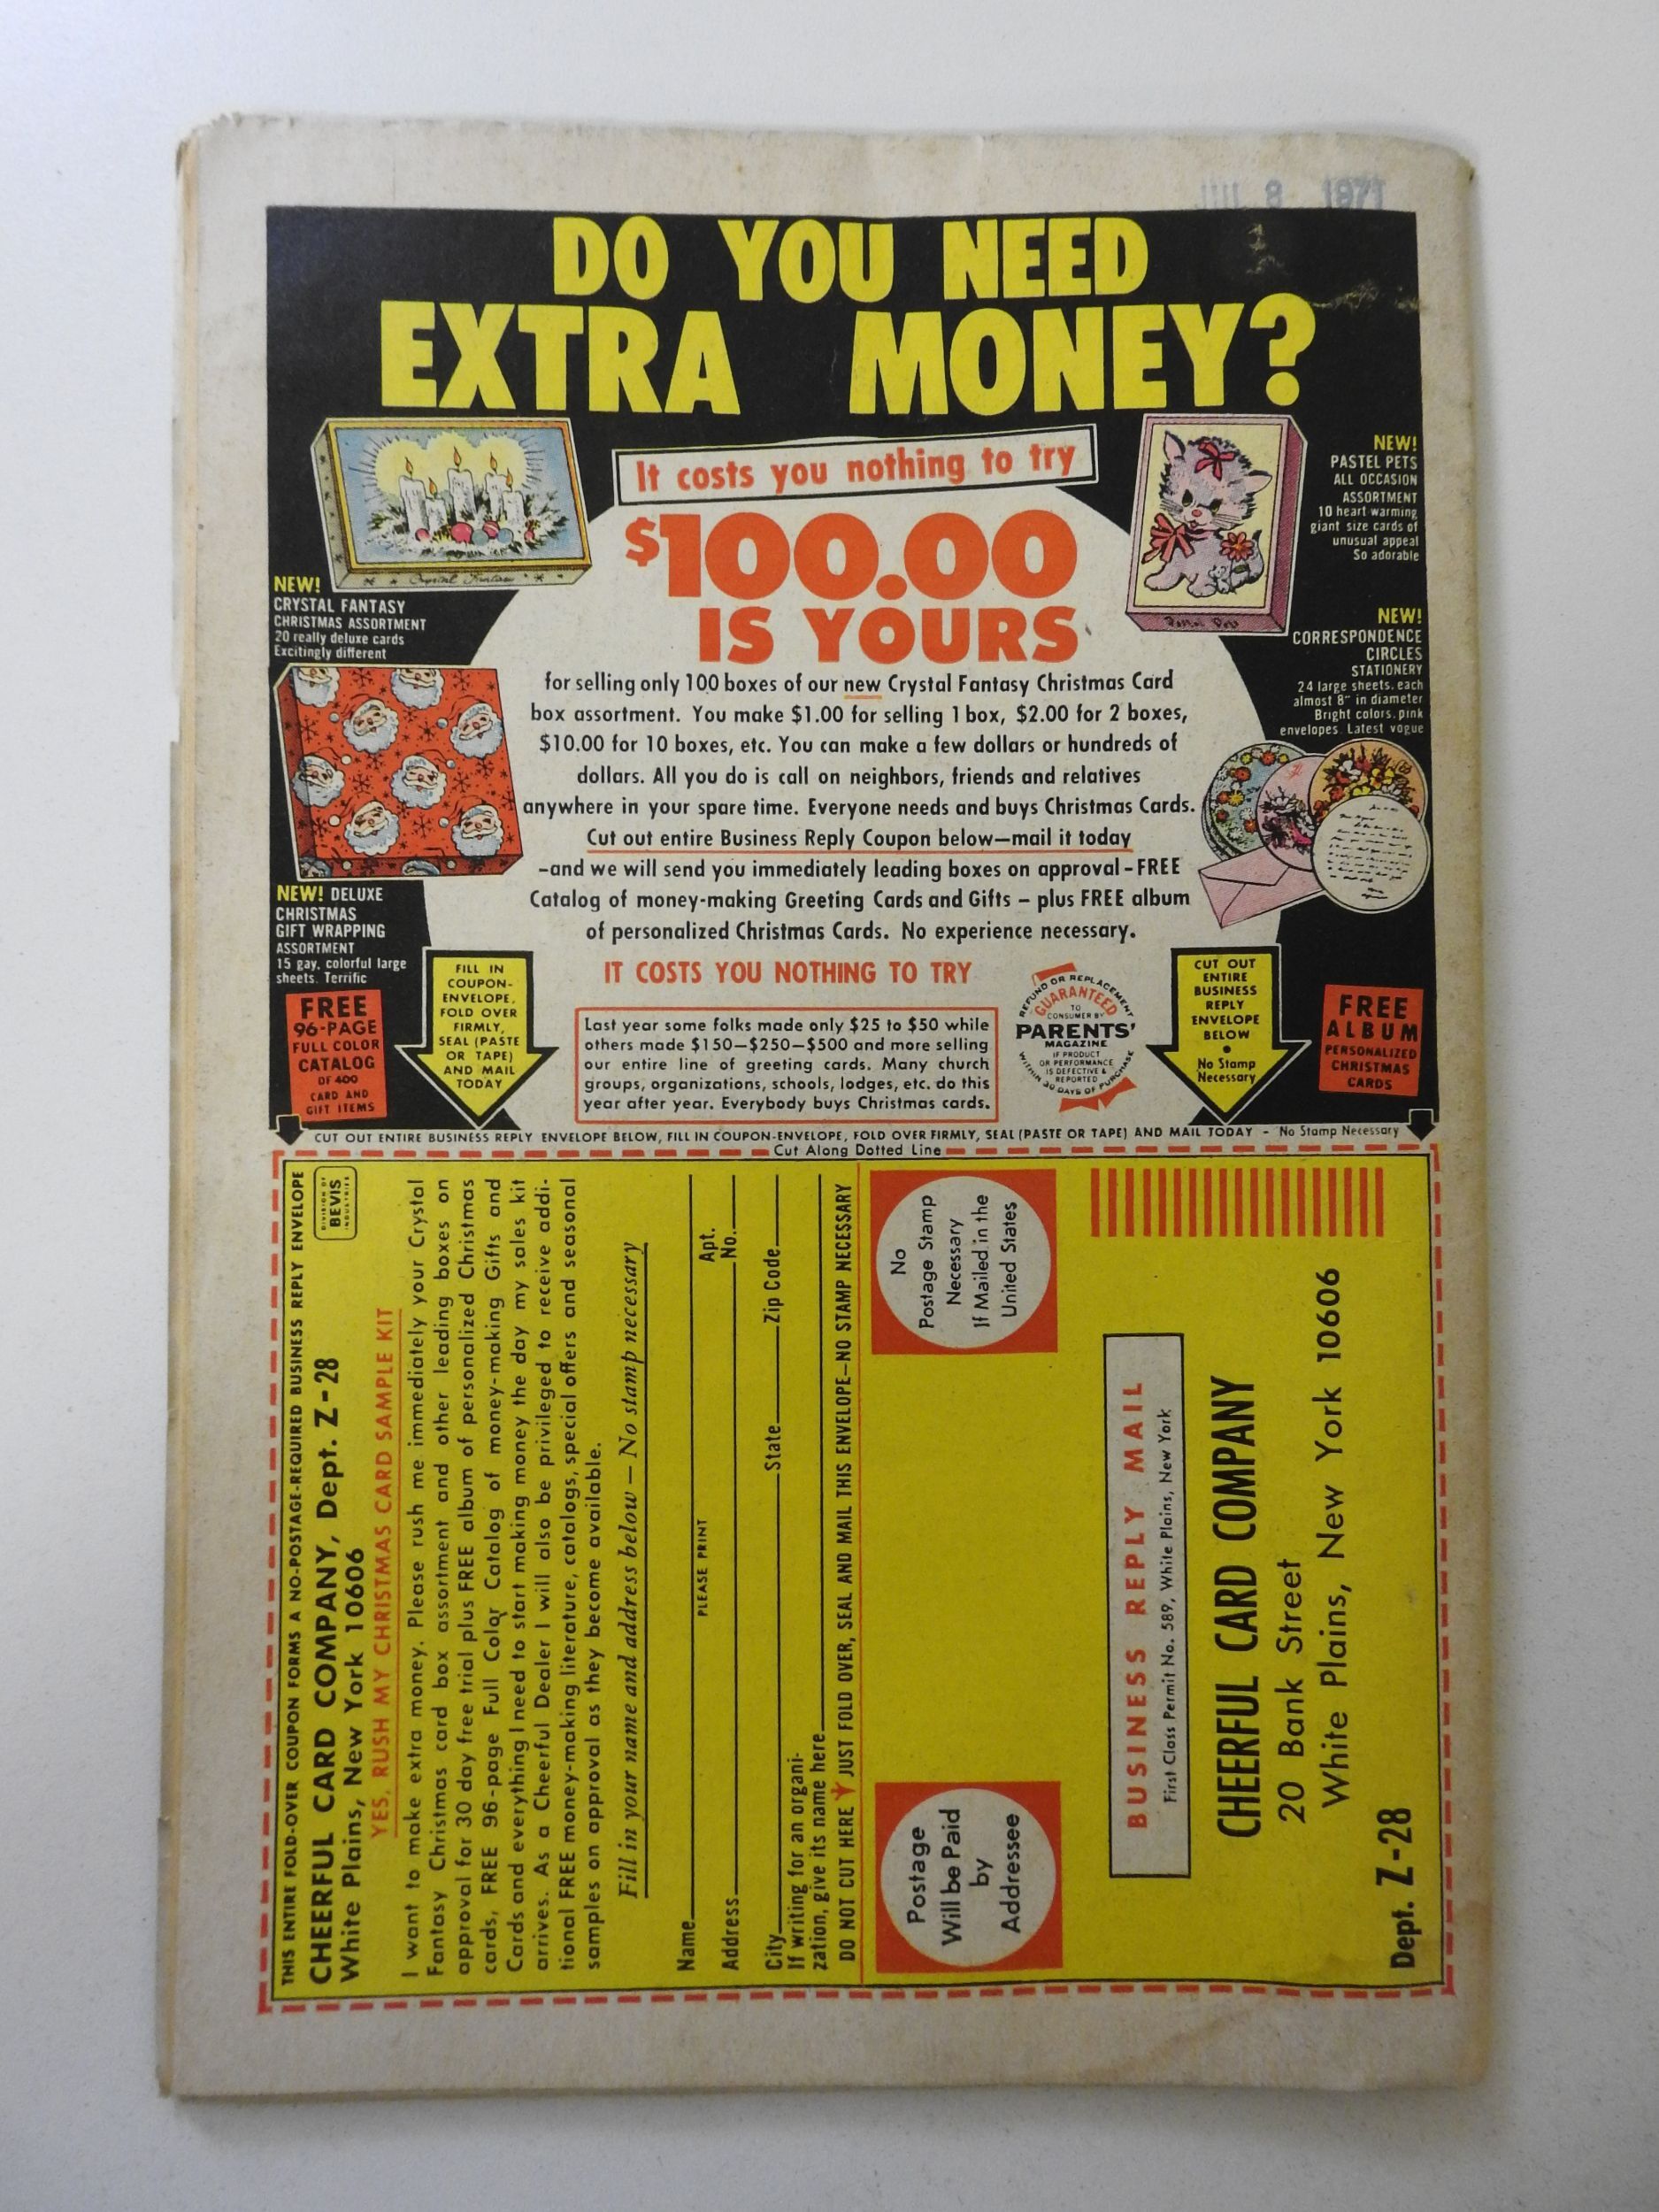 JUL 8 1971
DO YOU NEED
EXTRA MONEY?
It costs you nothing to try
$100.00
IS YOURS
for selling only 100 boxes of our new Crystal Fantasy Christmas Card
box assortment. You make $1.00 for selling 1 box, $2.00 for 2 boxes,
$10.00 for 10 boxes, etc. You can make a few dollars or hundreds of
dollars. All you do is call on neighbors, friends and relatives
anywhere in your spare time. Everyone needs and buys Christmas Cards.
Cut out entire Business Reply Coupon below—mail it today
-and we will send you immediately leading boxes on approval - FREE
Catalog of money-making Greeting Cards and Gifts - plus FREE album
of personalized Christmas Cards. No experience necessary.
IT COSTS YOU NOTHING TO TRY
Crystal Fantasy
NEW!
CRYSTAL FANTASY
CHRISTMAS ASSORTMENT
20 really deluxe cards
Excitingly different
NEW! DELUXE
CHRISTMAS
GIFT WRAPPING
ASSORTMENT
15 gay, colorful large
sheets. Terrific
FREE
96-PAGE
FULL COLOR
CATALOG
OF 400
CARD AND
GIFT ITEMS
FILL IN
COUPON-
ENVELOPE,
FOLD OVER
FIRMLY,
SEAL (PASTE
OR TAPE)
AND MAIL
TODAY
Last year some folks made only $25 to $50 while
others made $150—$250—$500 and more selling
our entire line of greeting cards. Many church
groups, organizations, schools, lodges, etc. do this
year after year. Everybody buys Christmas cards.
REFUND OR REPLACEMENT
GUARANTEED
TO
CONSUMER BY
PARENTS'
MAGAZINE
IF PRODUCT
OR PERFORMANCE
IS DEFECTIVE &
REPORTED
WITHIN 30 DAYS OF PURCHASE
Pastel Pets
NEW!
PASTEL PETS
ALL OCCASION
ASSORTMENT
10 heart warming
giant size cards of
unusual appeal
So adorable
NEW!
CORRESPONDENCE
CIRCLES
STATIONERY
24 large sheets, each
almost 8" in diameter
Bright colors, pink
envelopes. Latest vogue
CUT OUT
ENTIRE
BUSINESS
REPLY
ENVELOPE
BELOW
•
No Stamp
Necessary
FREE
ALBUM
PERSONALIZED
CHRISTMAS
CARDS
CUT OUT ENTIRE BUSINESS REPLY ENVELOPE BELOW, FILL IN COUPON-ENVELOPE, FOLD OVER FIRMLY, SEAL (PASTE OR TAPE) AND MAIL TODAY - No Stamp Necessary
Cut Along Dotted Line
THIS ENTIRE FOLD-OVER COUPON FORMS A NO-POSTAGE-REQUIRED BUSINESS REPLY ENVELOPE
CHEERFUL CARD COMPANY, Dept. Z-28
White Plains, New York 10606
DIVISION OF
BEVIS
INDUSTRIES
YES, RUSH MY CHRISTMAS CARD SAMPLE KIT
I want to make extra money. Please rush me immediately your Crystal
Fantasy Christmas card box assortment and other leading boxes on
approval for 30 day free trial plus FREE album of personalized Christmas
cards, FREE 96-page Full Color Catalog of money-making Gifts and
Cards and everything I need to start making money the day my sales kit
arrives. As a Cheerful Dealer I will also be privileged to receive addi-
tional FREE money-making literature, catalogs, special offers and seasonal
samples on approval as they become available.
Fill in your name and address below — No stamp necessary
Name
PLEASE PRINT
Apt.
Address No.
City State Zip Code
If writing for an organi-
zation, give its name here
DO NOT CUT HERE JUST FOLD OVER, SEAL AND MAIL THIS ENVELOPE—NO STAMP NECESSARY
Postage
Will be Paid
by
Addressee
No
Postage Stamp
Necessary
If Mailed in the
United States
BUSINESS REPLY MAIL
First Class Permit No. 589, White Plains, New York
CHEERFUL CARD COMPANY
20 Bank Street
White Plains, New York 10606
Dept. Z-28